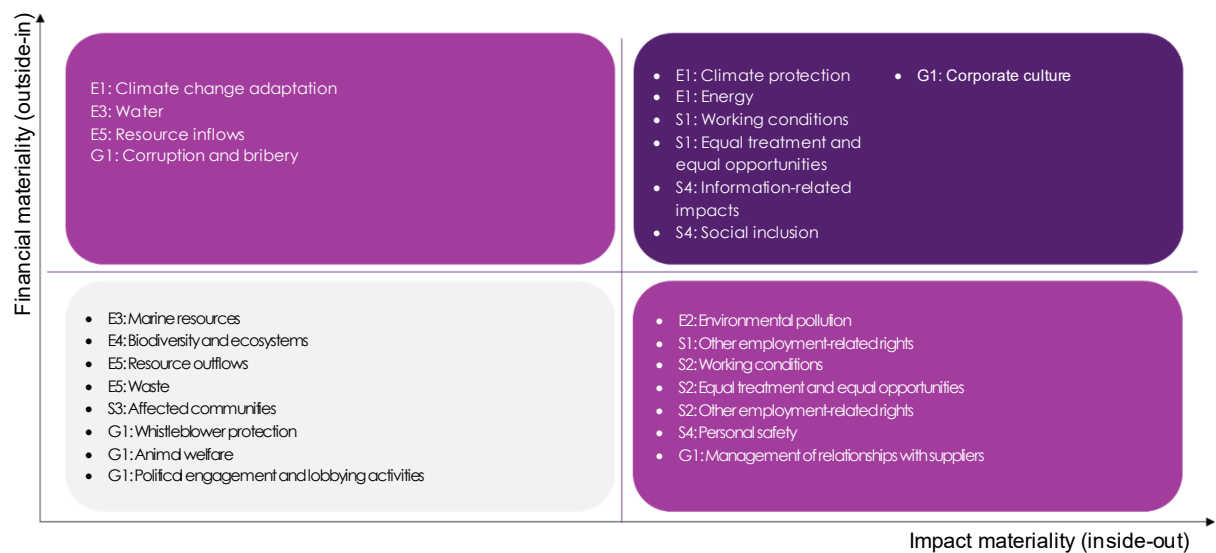 Financial materiality (outside-in)
E1: Climate change adaptation
E3: Water
E5: Resource inflows
G1: Corruption and bribery
• E1: Climate protection
• E1: Energy
• S1: Working conditions
• S1: Equal treatment and
equal opportunities
• S4: Information-related
impacts
• S4: Social inclusion
• G1: Corporate culture
• E3: Marine resources
• E4: Biodiversity and ecosystems
• E5: Resource outflows
• E5: Waste
• S3: Affected communities
• G1: Whistleblower protection
• G1: Animal welfare
• G1: Political engagement and lobbying activities
• E2: Environmental pollution
• S1: Other employment-related rights
• S2: Working conditions
• S2: Equal treatment and equal opportunities
• S2: Other employment-related rights
• S4: Personal safety
• G1: Management of relationships with suppliers
Impact materiality (inside-out)